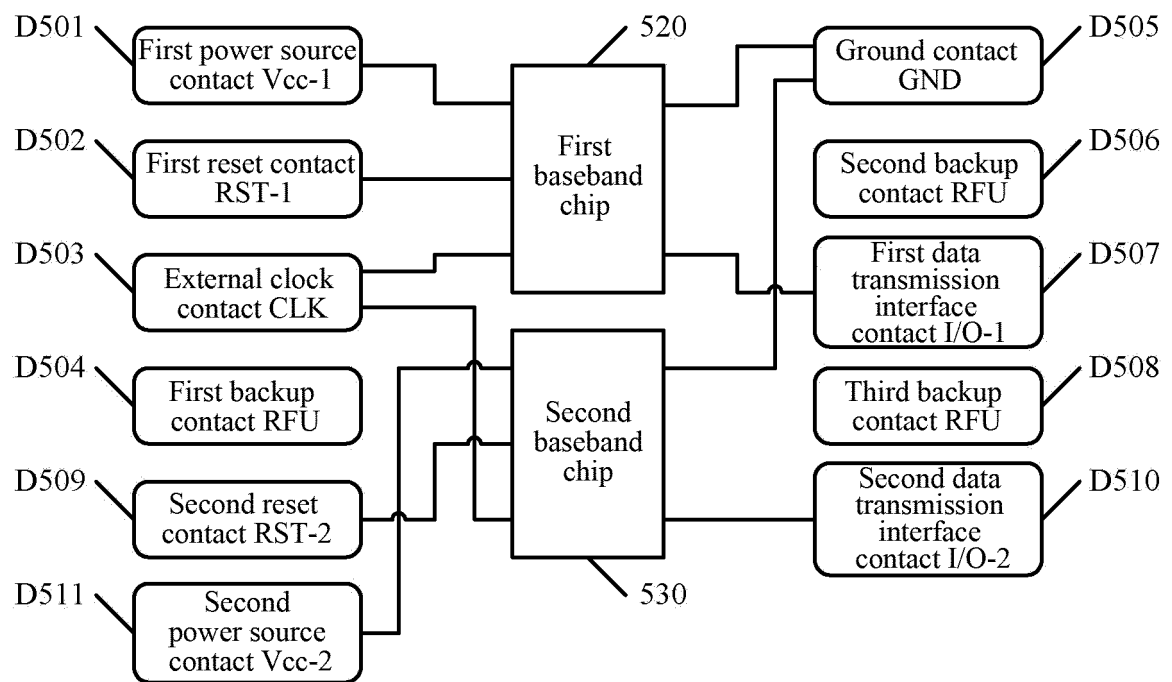 D501
First power source
contact Vcc-1
D502
First reset contact
RST-1
D503
External clock
contact CLK
D504
First backup
contact RFU
D509
Second reset
contact RST-2
D511
Second
power source
contact Vcc-2
520
First
baseband
chip
Second
baseband
chip
530
D505
Ground contact
GND
D506
Second backup
contact RFU
D507
First data
transmission
interface
contact I/O-1
D508
Third backup
contact RFU
D510
Second data
transmission
interface
contact I/O-2